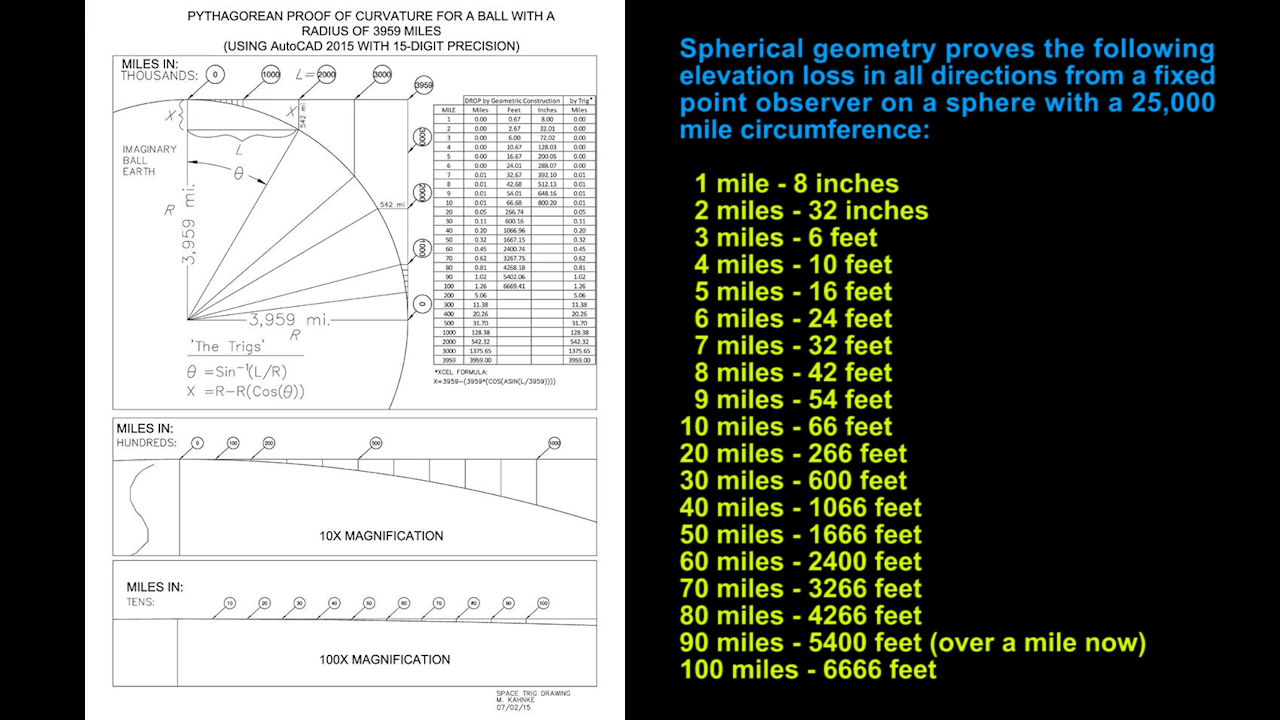 PYTHAGOREAN PROOF OF CURVATURE FOR A BALL WITH A
RADIUS OF 3959 MILES
(USING AutoCAD 2015 WITH 15-DIGIT PRECISION)
MILES IN:
THOUSANDS: 0 1000 L= 2000 3000 3959
X X 542 mi
L
θ
IMAGINARY
BALL
EARTH
R 3,959 mi.
3000
2000
542 mi
1000
0
3,959 mi.
R
'The Trigs'
θ =Sin⁻¹(L/R)
X =R-R(Cos(θ))
DROP by Geometric Construction by Trig*
MILE Miles Feet Inches Miles
1 0.00 0.67 8.00 0.00
2 0.00 2.67 32.01 0.00
3 0.00 6.00 72.02 0.00
4 0.00 10.67 128.03 0.00
5 0.00 16.67 200.05 0.00
6 0.00 24.01 288.07 0.00
7 0.01 32.67 392.10 0.01
8 0.01 42.68 512.13 0.01
9 0.01 54.01 648.16 0.01
10 0.01 66.68 800.20 0.01
20 0.05 266.74 0.05
30 0.11 600.16 0.11
40 0.20 1066.96 0.20
50 0.32 1667.15 0.32
60 0.45 2400.74 0.45
70 0.62 3267.75 0.62
80 0.81 4268.18 0.81
90 1.02 5402.06 1.02
100 1.26 6669.41 1.26
200 5.06 5.06
300 11.38 11.38
400 20.26 20.26
500 31.70 31.70
1000 128.38 128.38
2000 542.32 542.32
3000 1375.65 1375.65
3959 3959.00 3959.00
*XCEL FORMULA:
X=3959-(3959*(COS(ASIN(L/3959))))
MILES IN:
HUNDREDS: 0 100 200 500 1000
10X MAGNIFICATION
MILES IN:
TENS: 10 20 30 40 50 60 70 80 90 100
100X MAGNIFICATION
SPACE TRIG DRAWING
M. KAHNKE
07/02/15
Spherical geometry proves the following
elevation loss in all directions from a fixed
point observer on a sphere with a 25,000
mile circumference:
1 mile - 8 inches
2 miles - 32 inches
3 miles - 6 feet
4 miles - 10 feet
5 miles - 16 feet
6 miles - 24 feet
7 miles - 32 feet
8 miles - 42 feet
9 miles - 54 feet
10 miles - 66 feet
20 miles - 266 feet
30 miles - 600 feet
40 miles - 1066 feet
50 miles - 1666 feet
60 miles - 2400 feet
70 miles - 3266 feet
80 miles - 4266 feet
90 miles - 5400 feet (over a mile now)
100 miles - 6666 feet